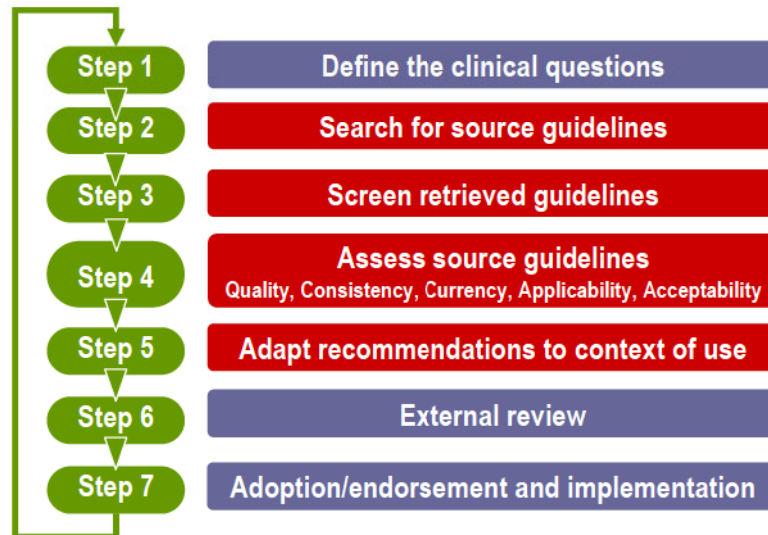 Step 1
Define the clinical questions
Step 2
Search for source guidelines
Step 3
Screen retrieved guidelines
Step 4
Assess source guidelines
Quality, Consistency, Currency, Applicability, Acceptability
Step 5
Adapt recommendations to context of use
Step 6
External review
Step 7
Adoption/endorsement and implementation